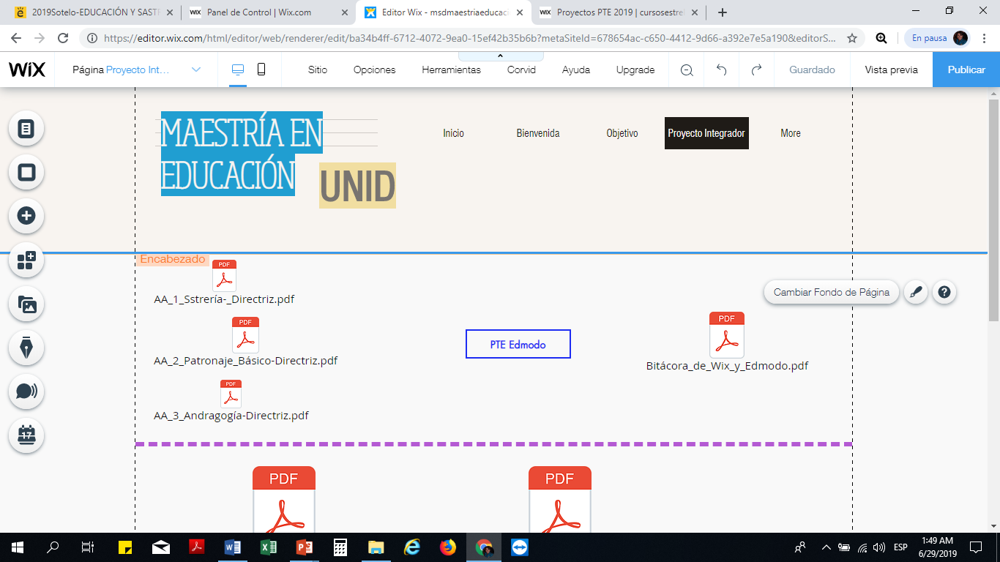 2019Sotelo-EDUCACIÓN Y SASTR
Panel de Control | Wix.com
Editor Wix - msdmaestriaeducaci
Proyectos PTE 2019 | cursosestrel
https://editor.wix.com/html/editor/web/renderer/edit/ba34b4ff-6712-4072-9ea0-15ef42b35b6b?metaSiteId=678654ac-c650-4412-9d66-a392e7e5a190&editorS...
En pausa
WiX
Página Proyecto Int...
Sitio
Opciones
Herramientas
Corvid
Ayuda
Upgrade
Guardado
Vista previa
Publicar
MAESTRÍA EN
EDUCACIÓN
UNID
Inicio
Bienvenida
Objetivo
Proyecto Integrador
More
Encabezado
PDF
AA_1_Sstrería-_Directriz.pdf
Cambiar Fondo de Página
?
PDF
AA_2_Patronaje_Básico-Directriz.pdf
PTE Edmodo
PDF
Bitácora_de_Wix_y_Edmodo.pdf
PDF
AA_3_Andragogía-Directriz.pdf
17
PDF
PDF
ESP
1:49 AM
6/29/2019